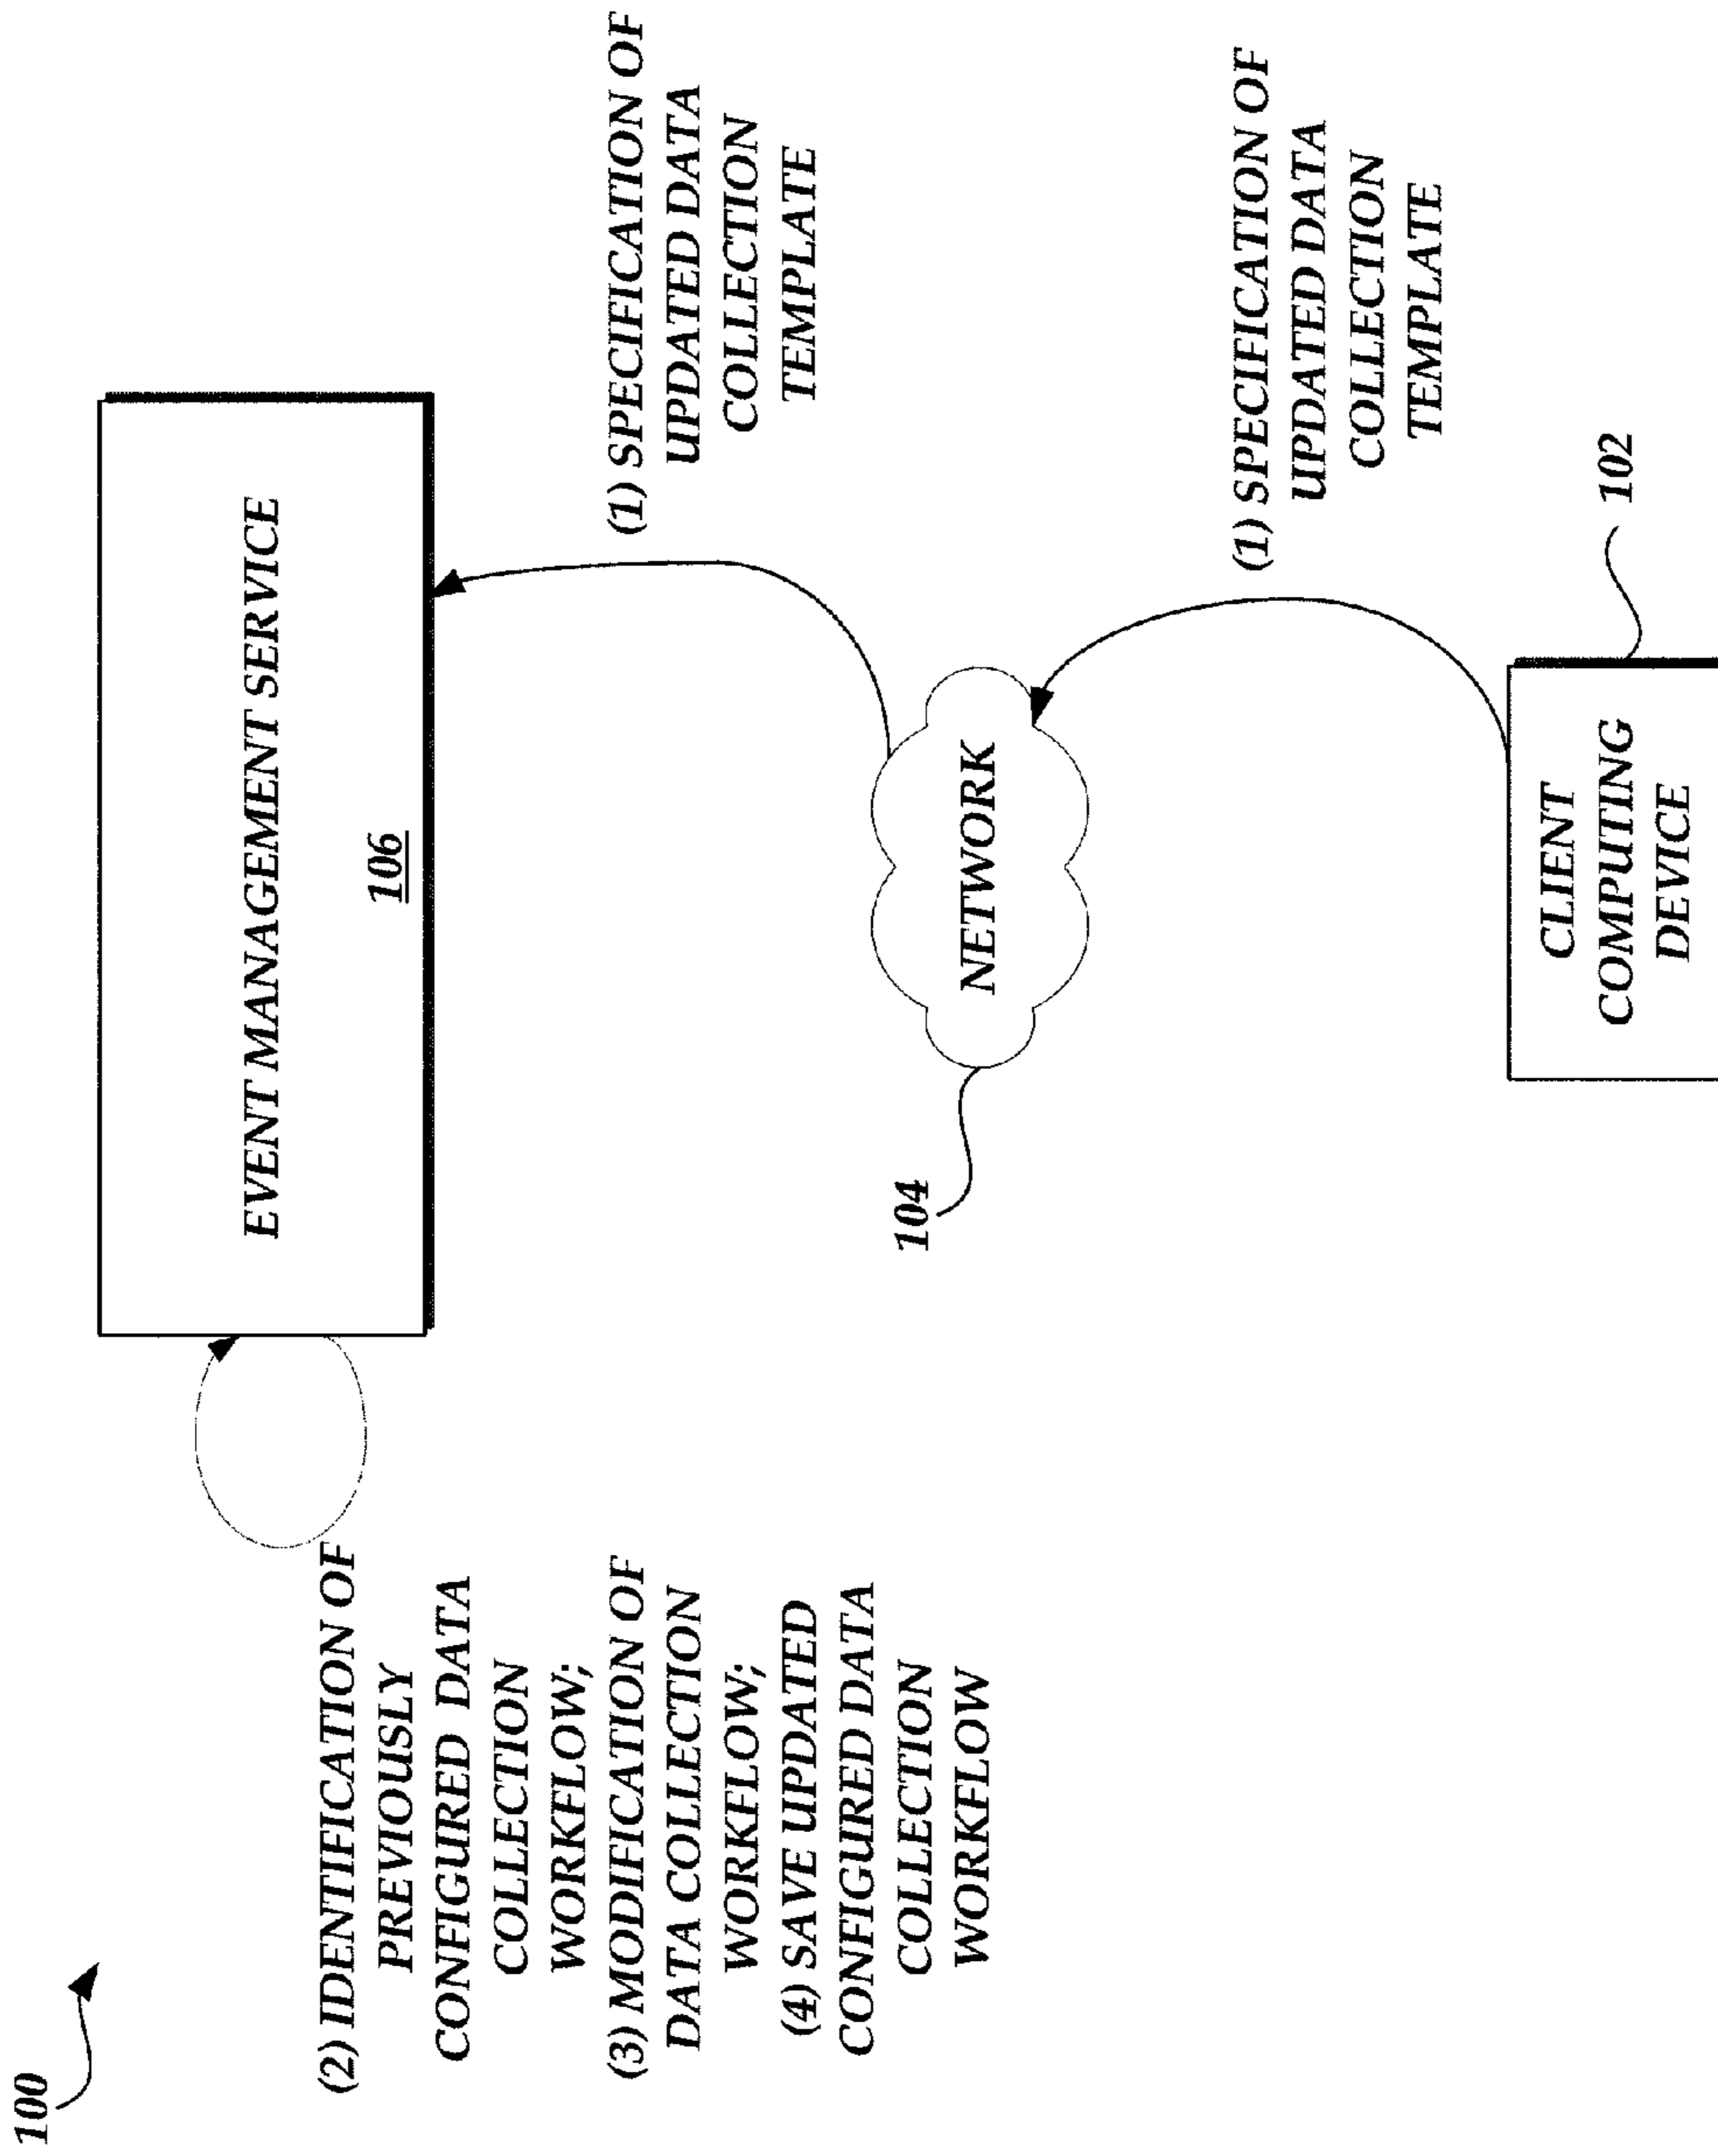 100
(2) IDENTIFICATION OF
PREVIOUSLY
CONFIGURED DATA
COLLECTION
WORKFLOW;
(3) MODIFICATION OF
DATA COLLECTION
WORKFLOW;
(4) SAVE UPDATED
CONFIGURED DATA
COLLECTION
WORKFLOW
EVENT MANAGEMENT SERVICE
106
(1) SPECIFICATION OF
UPDATED DATA
COLLECTION
TEMPLATE
104
NETWORK
(1) SPECIFICATION OF
UPDATED DATA
COLLECTION
TEMPLATE
CLIENT
COMPUTING
DEVICE
102